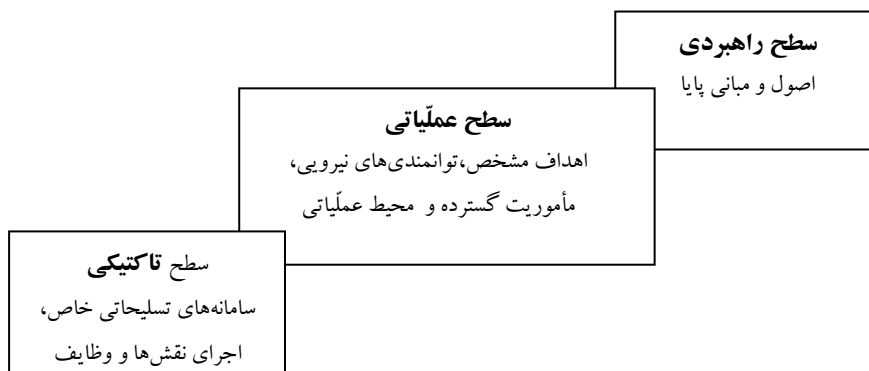 سطح راهبردی
اصول و مبانی پایا
سطح عملّیاتی
اهداف مشخص،توانمندی‌های نیرویی،
مأموریت گسترده و محیط عملّیاتی
سطح تاکتیکی
سامانه‌های تسلیحاتی خاص،
اجرای نقش‌ها و وظایف